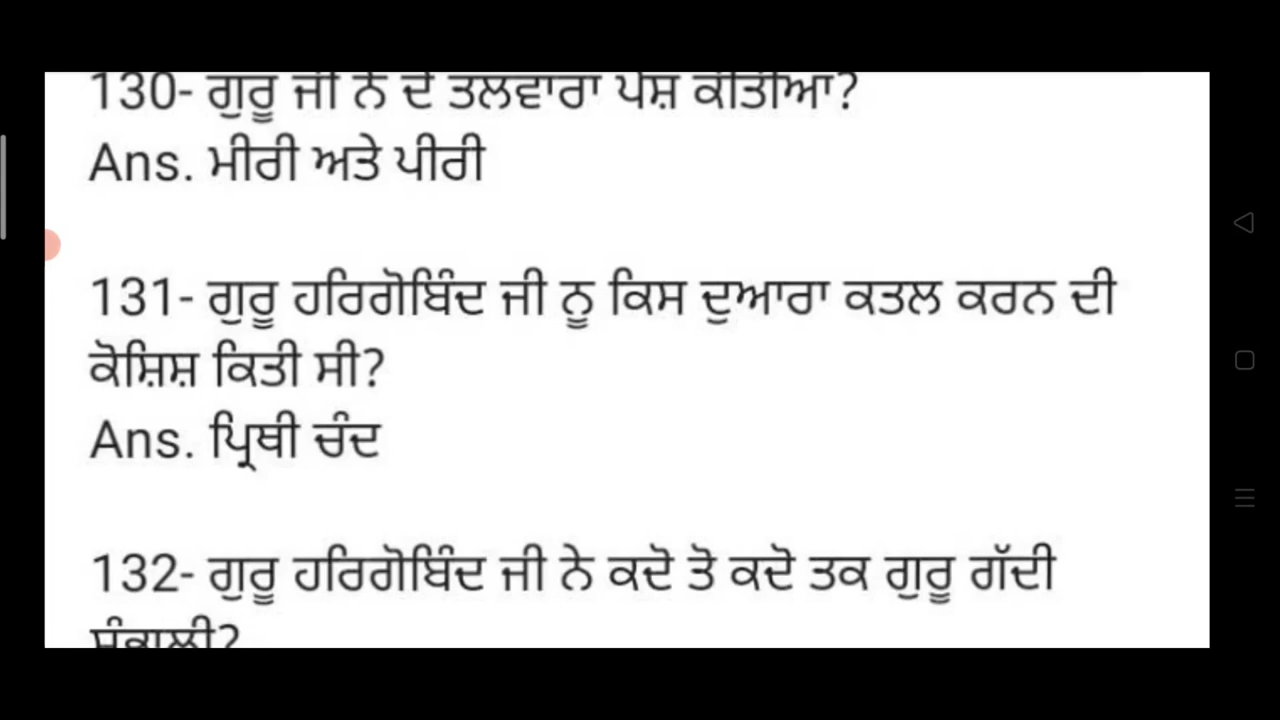 130- ਗੁਰੂ ਜੀ ਨੇ ਦੋ ਤਲਵਾਰਾ ਪੇਸ਼ ਕੀਤੀਆ?
Ans. ਮੀਰੀ ਅਤੇ ਪੀਰੀ
131- ਗੁਰੂ ਹਰਿਗੋਬਿੰਦ ਜੀ ਨੂ ਕਿਸ ਦੁਆਰਾ ਕਤਲ ਕਰਨ ਦੀ
ਕੋਸ਼ਿਸ਼ ਕਿਤੀ ਸੀ?
Ans. ਪ੍ਰਿਥੀ ਚੰਦ
132- ਗੁਰੂ ਹਰਿਗੋਬਿੰਦ ਜੀ ਨੇ ਕਦੋ ਤੋ ਕਦੋ ਤਕ ਗੁਰੂ ਗੱਦੀ
ਸੰਭਾਲੀ?